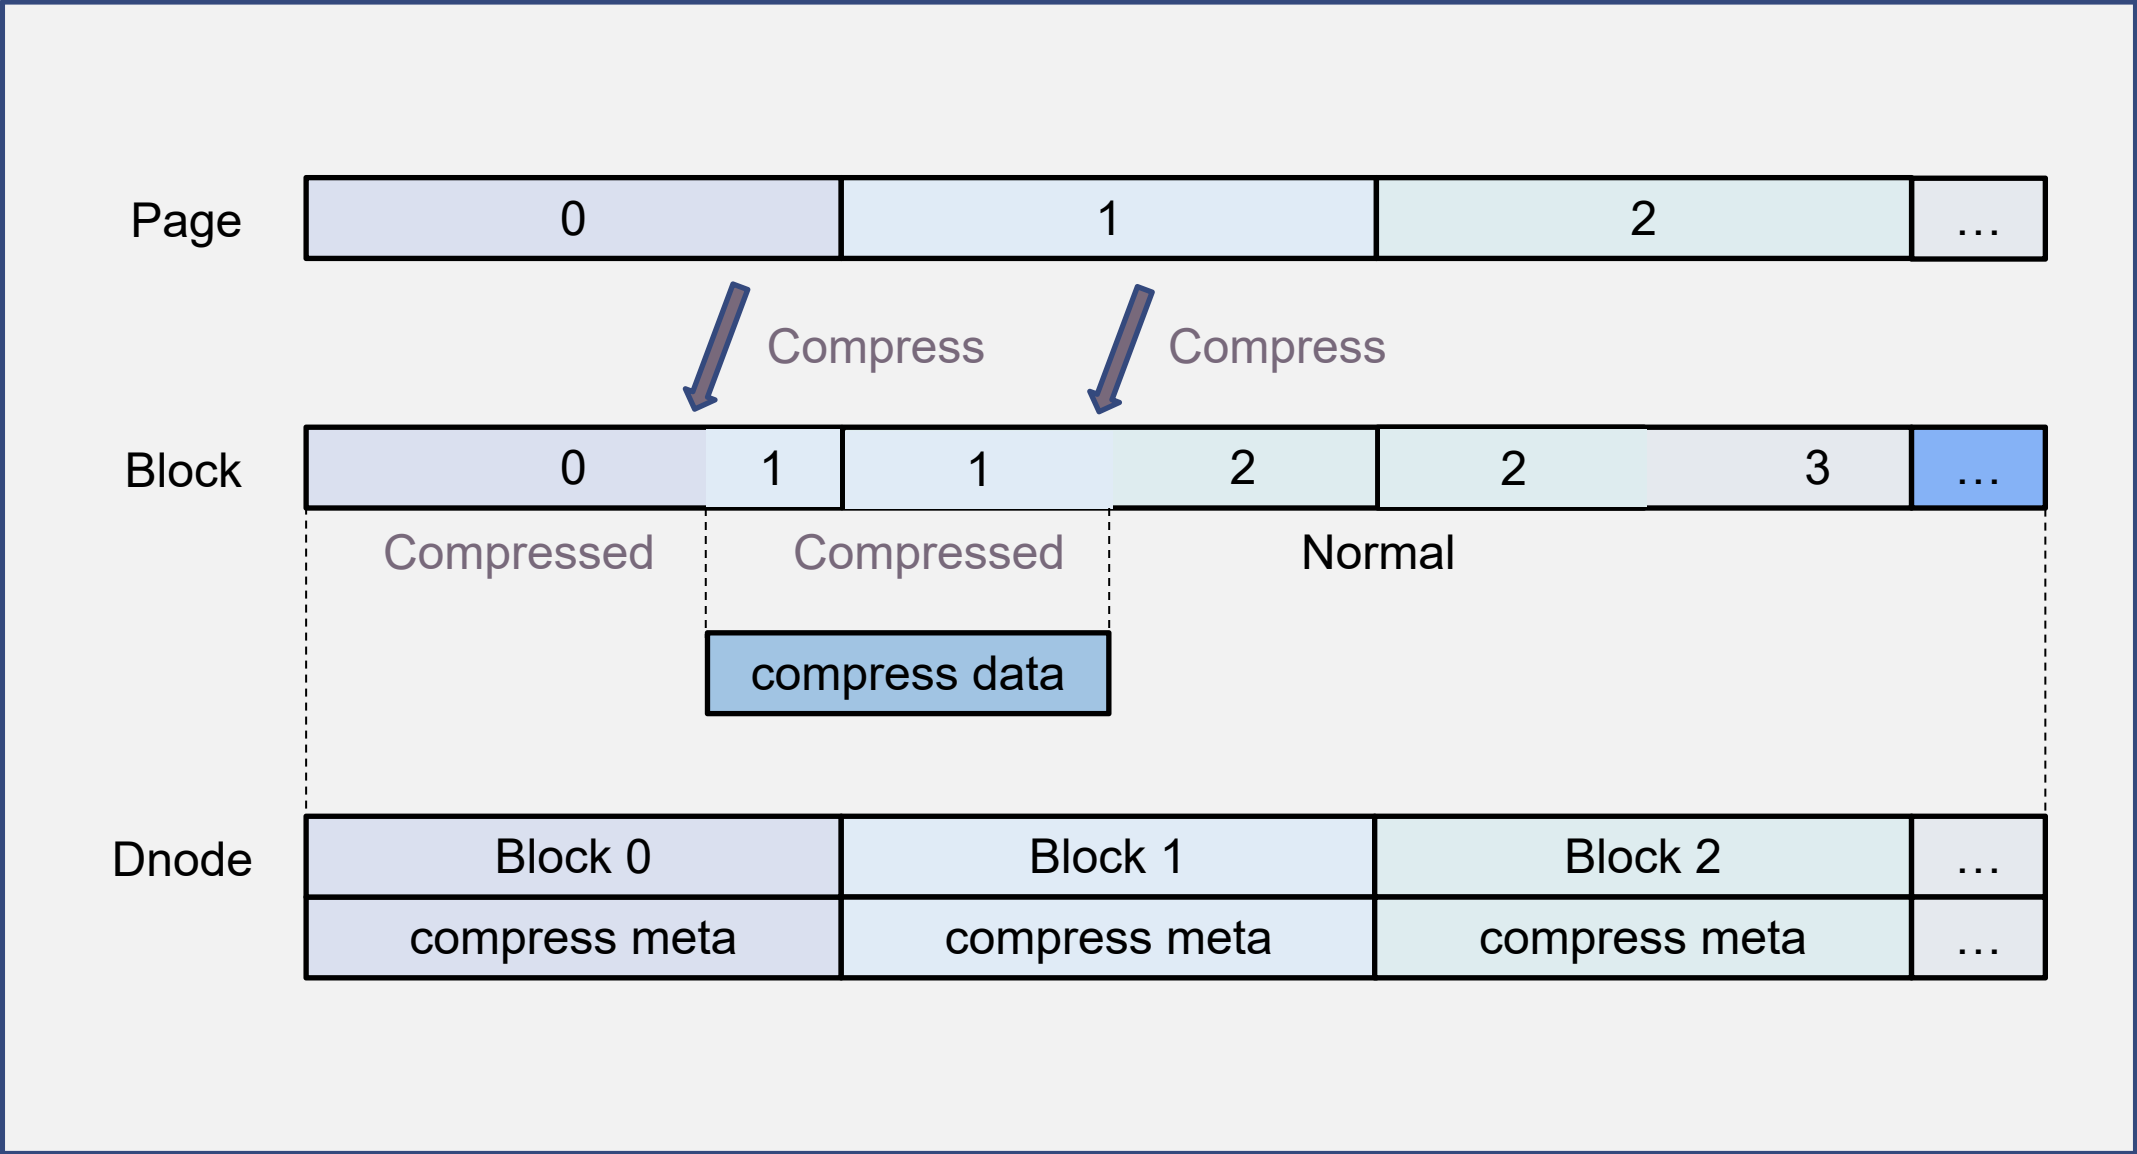 Page 0 1 2 ...
Compress Compress
Block 0 1 1 2 2 3 ...
Compressed Compressed Normal
compress data
Dnode Block 0 Block 1 Block 2 ...
compress meta compress meta compress meta ...